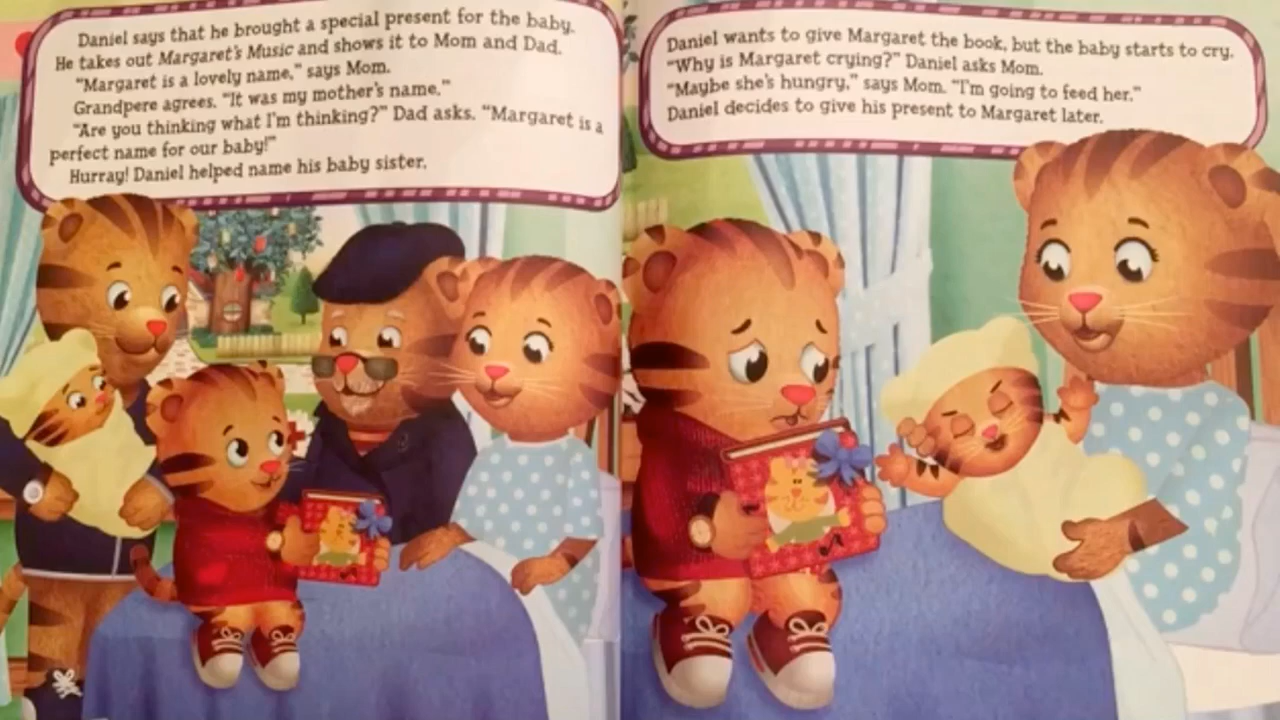 Daniel says that he brought a special present for the baby.
He takes out Margaret's Music and shows it to Mom and Dad.
"Margaret is a lovely name," says Mom.
Grandpere agrees. "It was my mother's name."
"Are you thinking what I'm thinking?" Dad asks. "Margaret is a
perfect name for our baby!"
Hurray! Daniel helped name his baby sister.
Daniel wants to give Margaret the book, but the baby starts to cry.
"Why is Margaret crying?" Daniel asks Mom.
"Maybe she's hungry," says Mom. "I'm going to feed her."
Daniel decides to give his present to Margaret later.